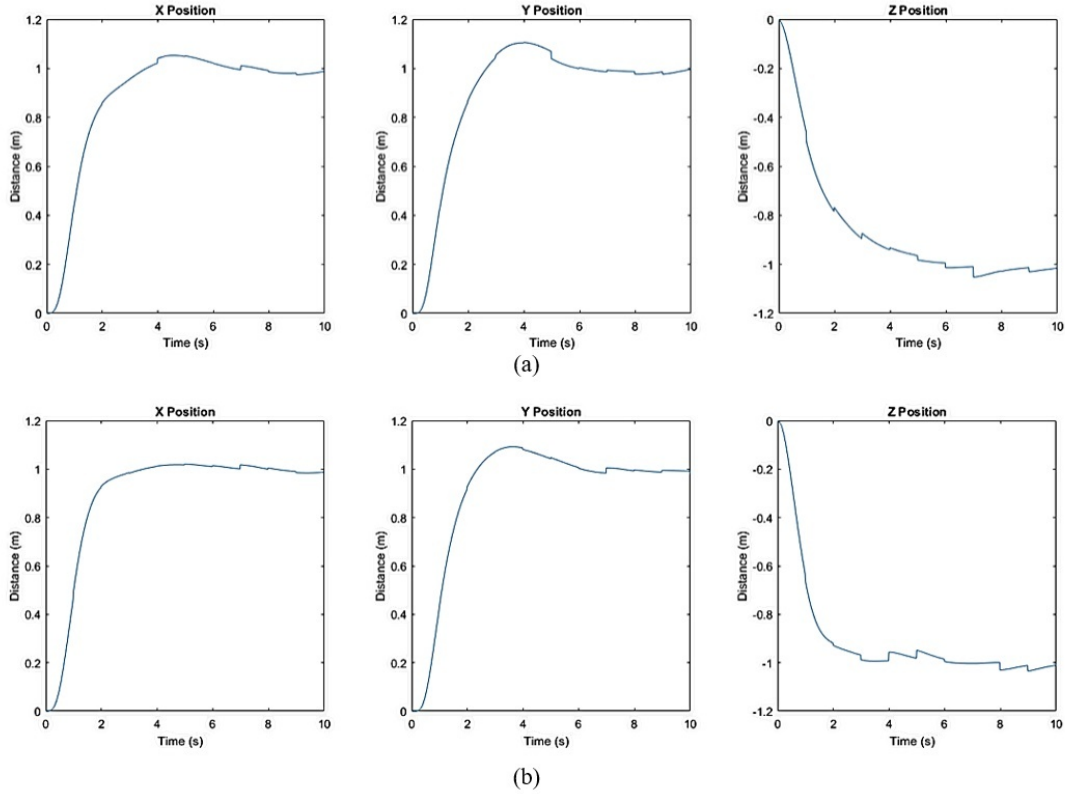 X Position
Y Position
Z Position
1.2
1
0.8
0.6
0.4
0.2
0
Distance (m)
0 2 4 6 8 10
Time (s)
1.2
1
0.8
0.6
0.4
0.2
0
Distance (m)
0 2 4 6 8 10
Time (s)
0
-0.2
-0.4
-0.6
-0.8
-1
-1.2
Distance (m)
0 2 4 6 8 10
Time (s)
(a)
X Position
Y Position
Z Position
1.2
1
0.8
0.6
0.4
0.2
0
Distance (m)
0 2 4 6 8 10
Time (s)
1.2
1
0.8
0.6
0.4
0.2
0
Distance (m)
0 2 4 6 8 10
Time (s)
0
-0.2
-0.4
-0.6
-0.8
-1
-1.2
Distance (m)
0 2 4 6 8 10
Time (s)
(b)